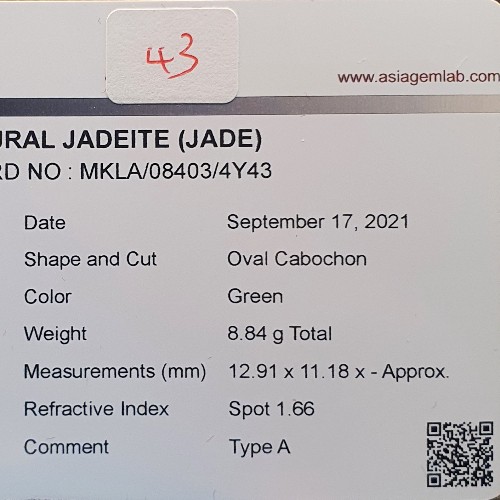 43
www.asiagemlab.com
URAL JADEITE (JADE)
RD NO : MKLA/08403/4Y43
Date September 17, 2021
Shape and Cut Oval Cabochon
Color Green
Weight 8.84 g Total
Measurements (mm) 12.91 x 11.18 x - Approx.
Refractive Index Spot 1.66
Comment Type A